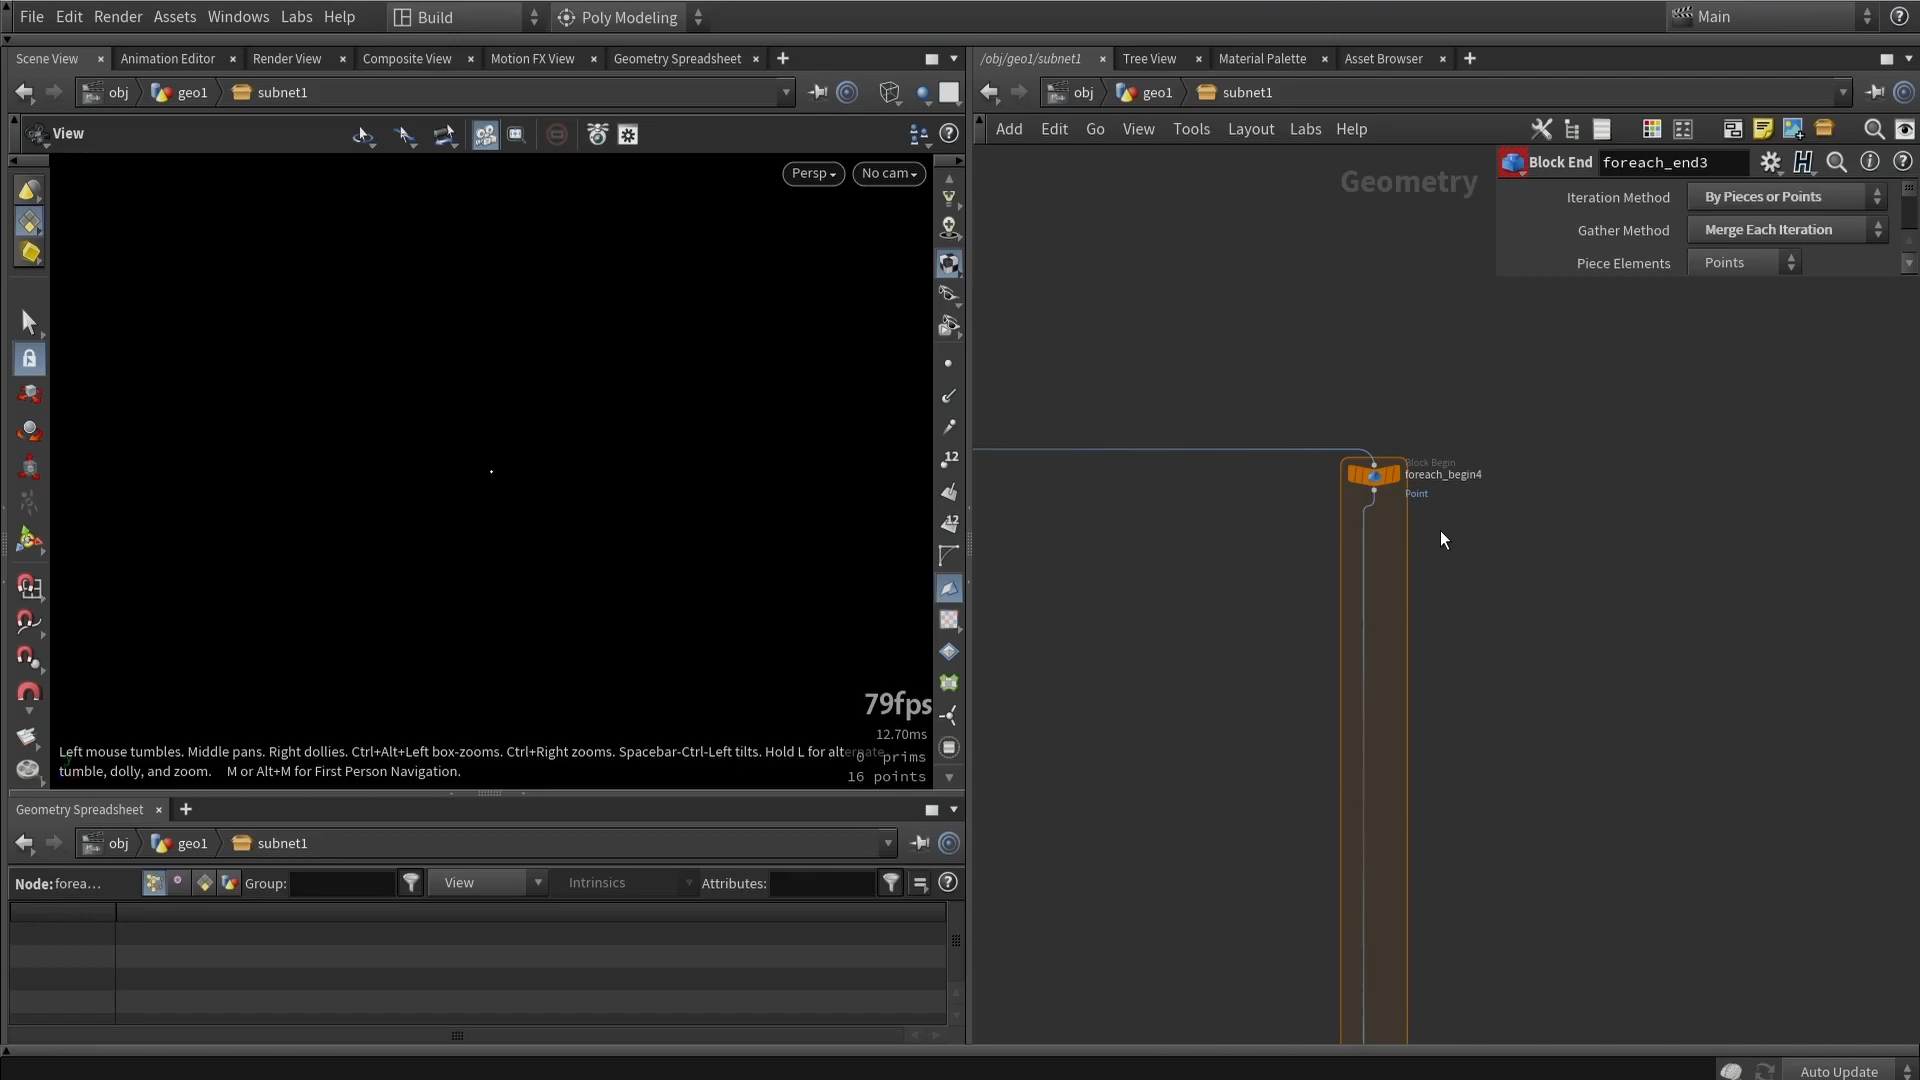 File Edit Render Assets Windows Labs Help Build Poly Modeling Main
Scene View Animation Editor Render View Composite View Motion FX View Geometry Spreadsheet
obj geo1 subnet1
View
Persp No cam
12
12
79fps
12.70ms
Left mouse tumbles. Middle pans. Right dollies. Ctrl+Alt+Left box-zooms. Ctrl+Right zooms. Spacebar-Ctrl-Left tilts. Hold L for alternate
tumble, dolly, and zoom. M or Alt+M for First Person Navigation.
0 prims
16 points
Geometry Spreadsheet
obj geo1 subnet1
Node: forea... Group: View Intrinsics Attributes:
/obj/geo1/subnet1 Tree View Material Palette Asset Browser
obj geo1 subnet1
Add Edit Go View Tools Layout Labs Help
Geometry
Block End foreach_end3
Iteration Method By Pieces or Points
Gather Method Merge Each Iteration
Piece Elements Points
Block Begin
foreach_begin4
Point
Auto Update